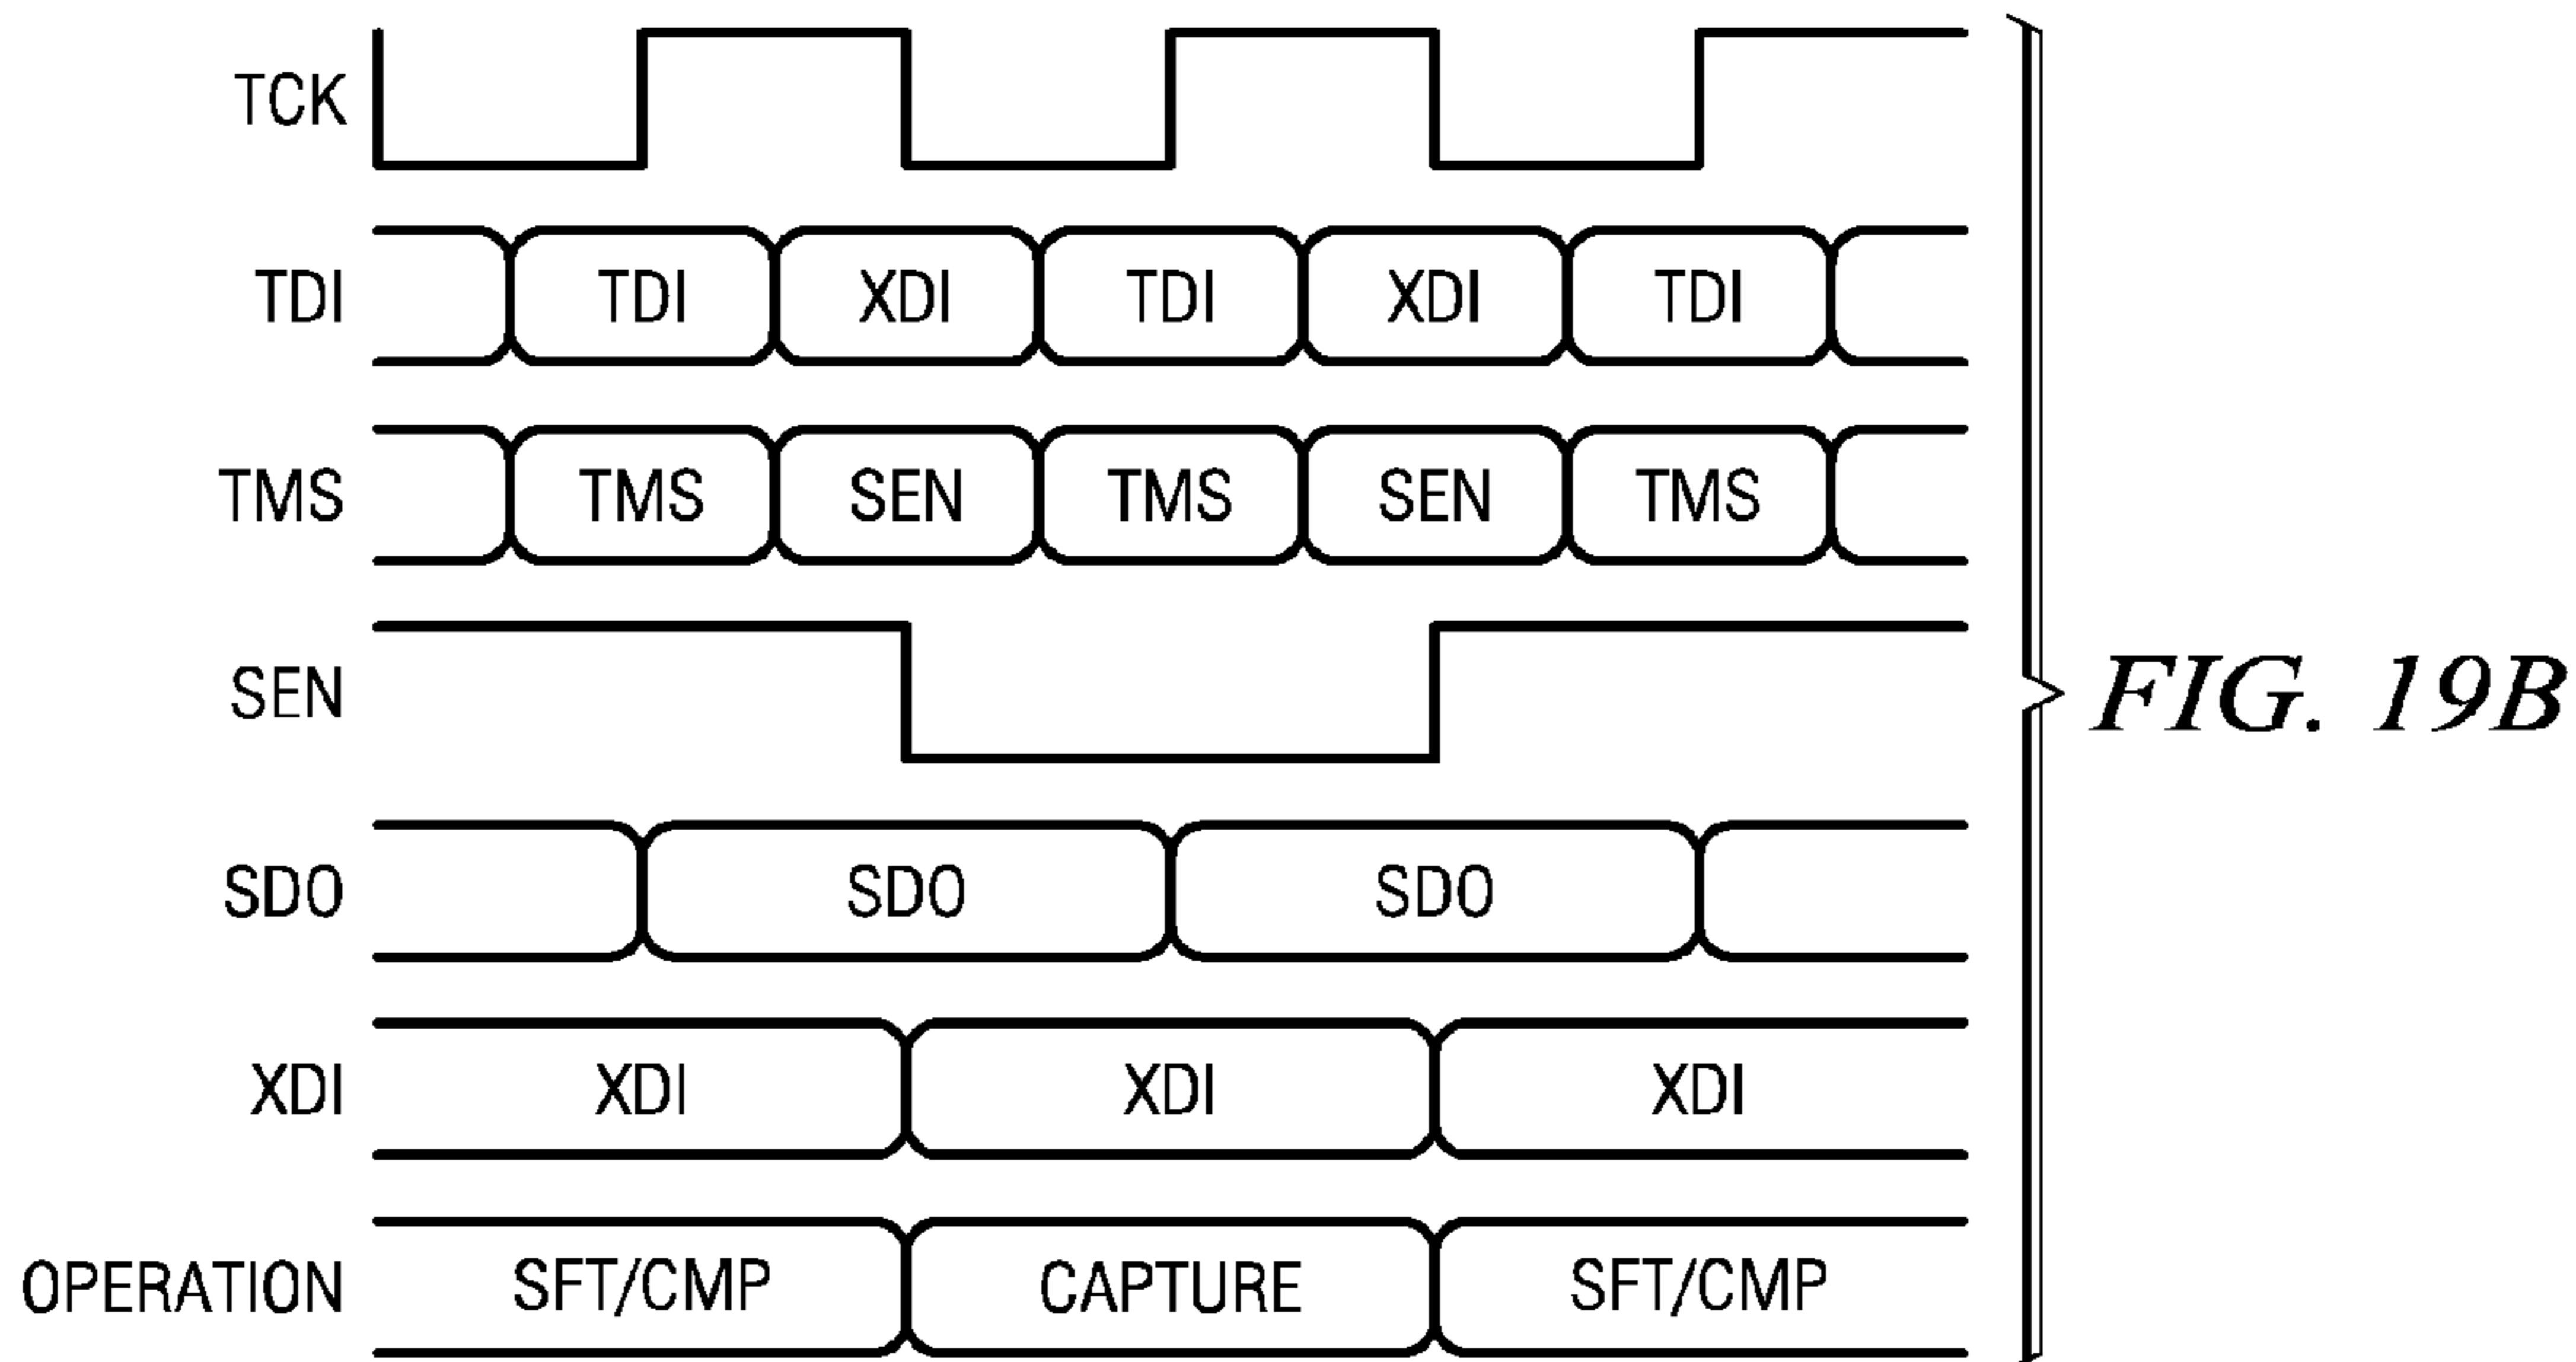 TCK
TDI TDI XDI TDI XDI TDI
TMS TMS SEN TMS SEN TMS
SEN
SDO SDO SDO
XDI XDI XDI XDI
OPERATION SFT/CMP CAPTURE SFT/CMP
FIG. 19B